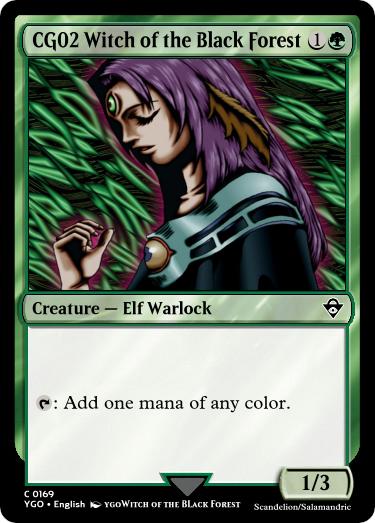 CG02 Witch of the Black Forest 1
Creature — Elf Warlock
: Add one mana of any color.
1/3
C 0169
YGO • English ygoWitch of the Black Forest
Scandelion/Salamandric